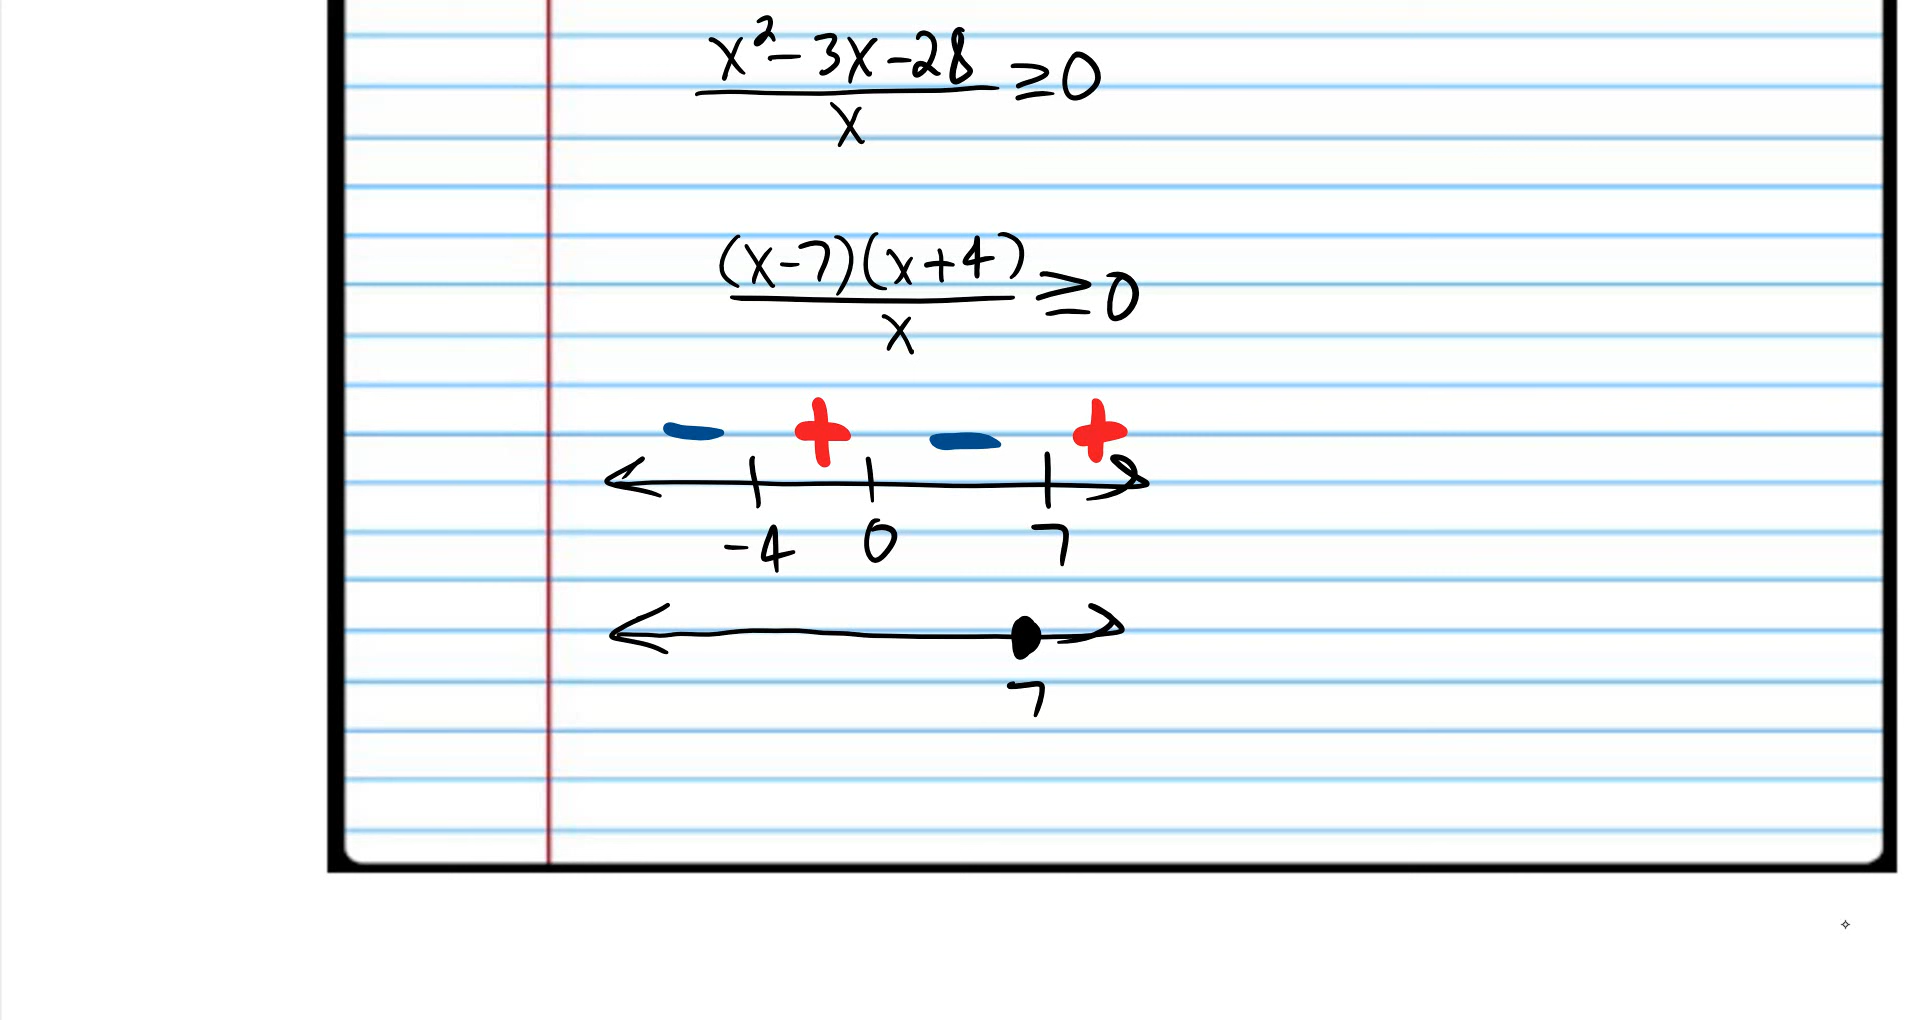 x²-3x-28
x
≥0
(x-7)(x+4)
x
≥0
- + - +
-4 0 7
7